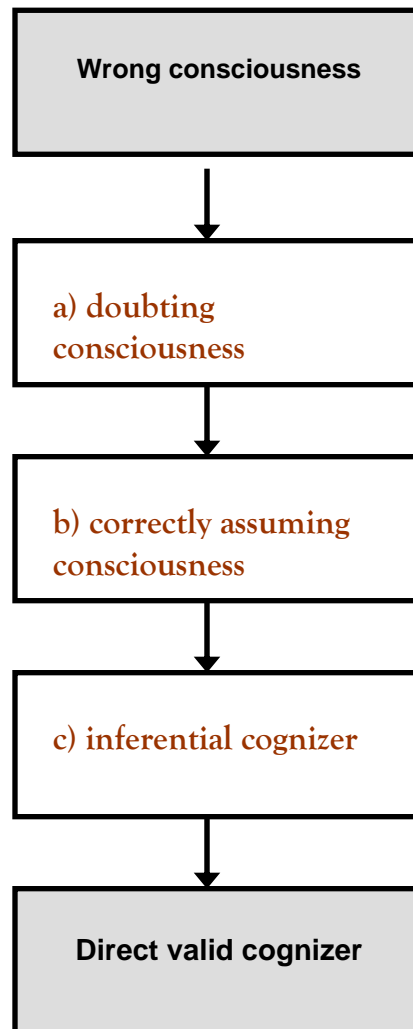 Wrong consciousness
a) doubting
consciousness
b) correctly assuming
consciousness
c) inferential cognizer
Direct valid cognizer